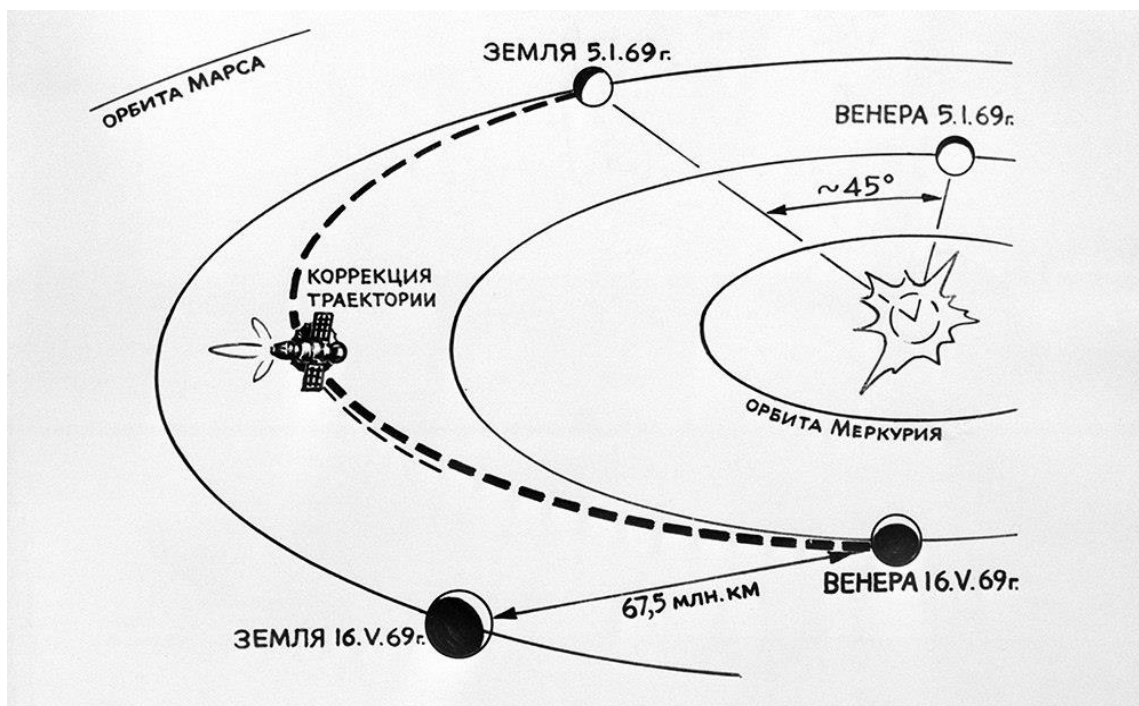 ЗЕМЛЯ 5.I.69г.
ОРБИТА МАРСА
ВЕНЕРА 5.I.69г.
~45°
КОРРЕКЦИЯ
ТРАЕКТОРИИ
ОРБИТА МЕРКУРИЯ
67,5 МЛН.КМ
ВЕНЕРА 16.V.69г.
ЗЕМЛЯ 16.V.69г.